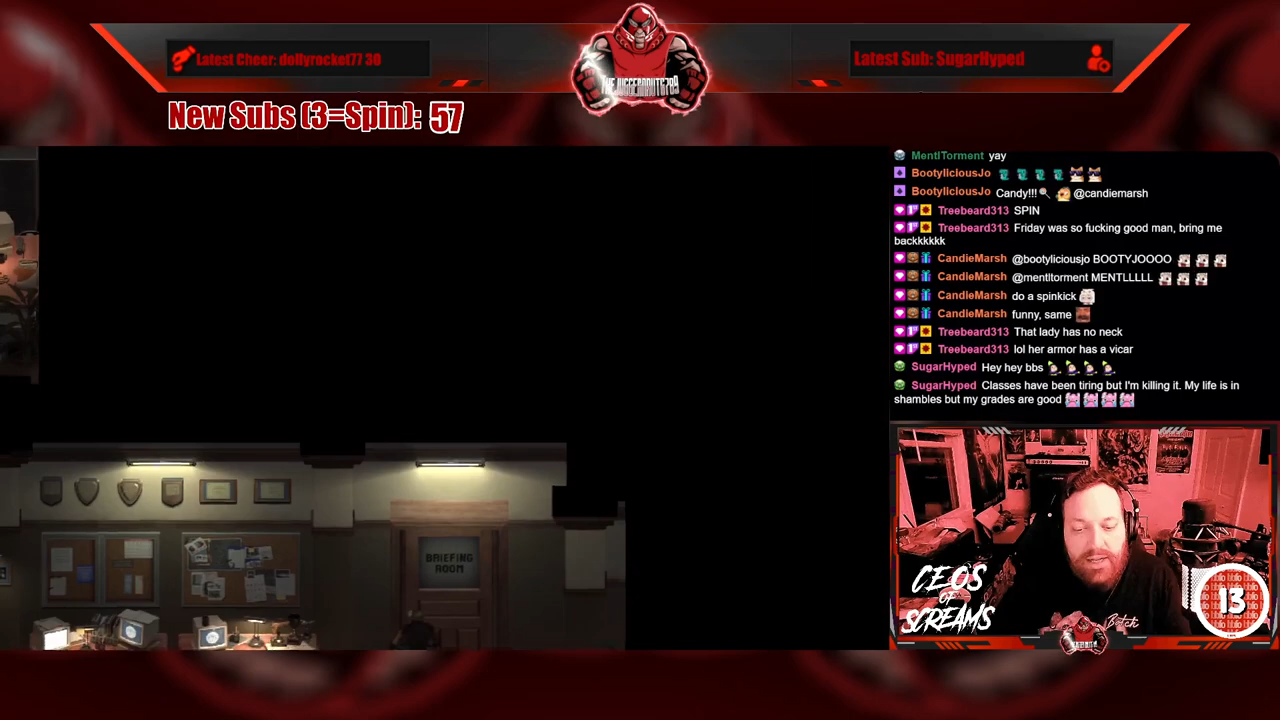 Latest Cheer: dollyrocket77 30
THEJUGGERNAUT6789
Latest Sub: SugarHyped
New Subs (3=Spin): 57
MentlTorment yay
BootyliciousJo
BootyliciousJo Candy!!! @candiemarsh
Treebeard313 SPIN
Treebeard313 Friday was so fucking good man, bring me
backkkkk
CandieMarsh @bootyliciousjo BOOTYJOOOO
CandieMarsh @mentltorment MENTLLLLL
CandieMarsh do a spinkick
CandieMarsh funny, same
Treebeard313 That lady has no neck
Treebeard313 lol her armor has a vicar
SugarHyped Hey hey bbs
SugarHyped Classes have been tiring but I'm killing it. My life is in
shambles but my grades are good
BRIEFING
ROOM
CEOS
OF
SCREAMS
13